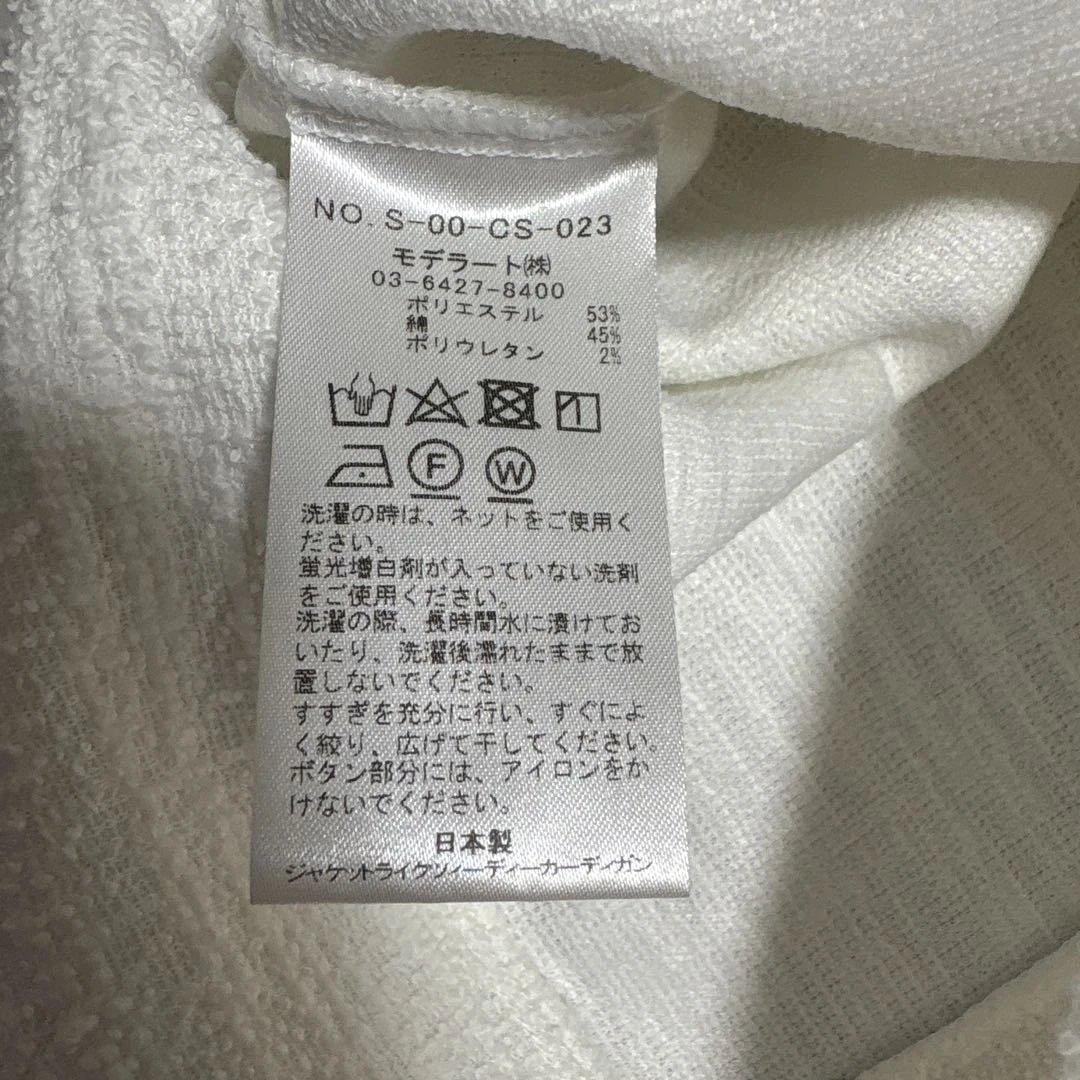 NO. S-00-CS-023
モデラート㈱
03-6427-8400
ポリエステル 53%
綿 45%
ポリウレタン 2%
F W
洗濯の時は、ネットをご使用く
ださい。
蛍光増白剤が入っていない洗剤
をご使用ください。
洗濯の際、長時間水に漬けてお
いたり、洗濯後濡れたままで放
置しないでください。
すすぎを充分に行い、すぐによ
く絞り、広げて干してください。
ボタン部分には、アイロンをか
けないでください。
日本製
ジャケットライクツィーディーカーディガン